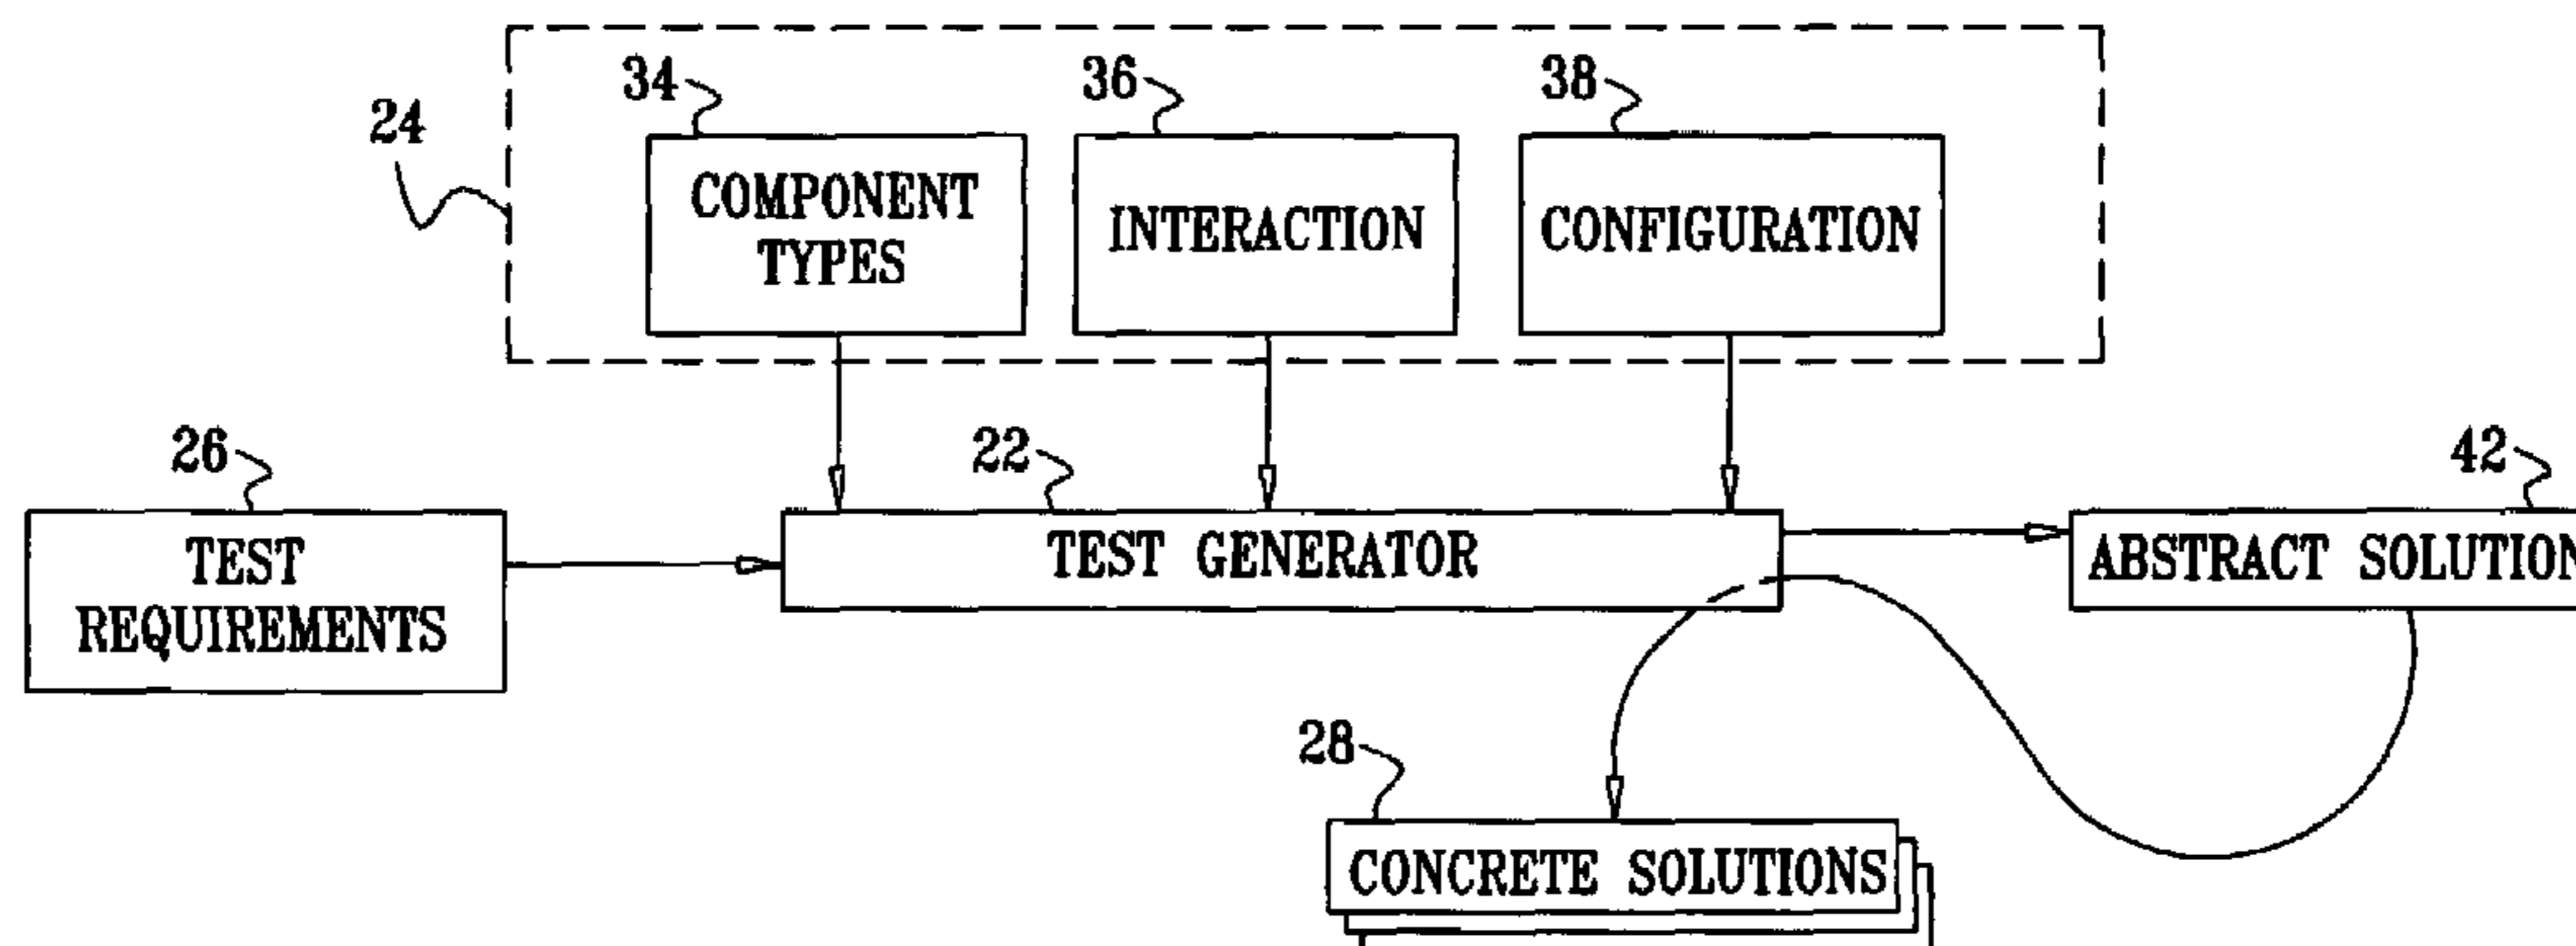 34
36
38
24
COMPONENT
TYPES
INTERACTION
CONFIGURATION
26
22
42
TEST
REQUIREMENTS
TEST GENERATOR
ABSTRACT SOLUTION
28
CONCRETE SOLUTIONS